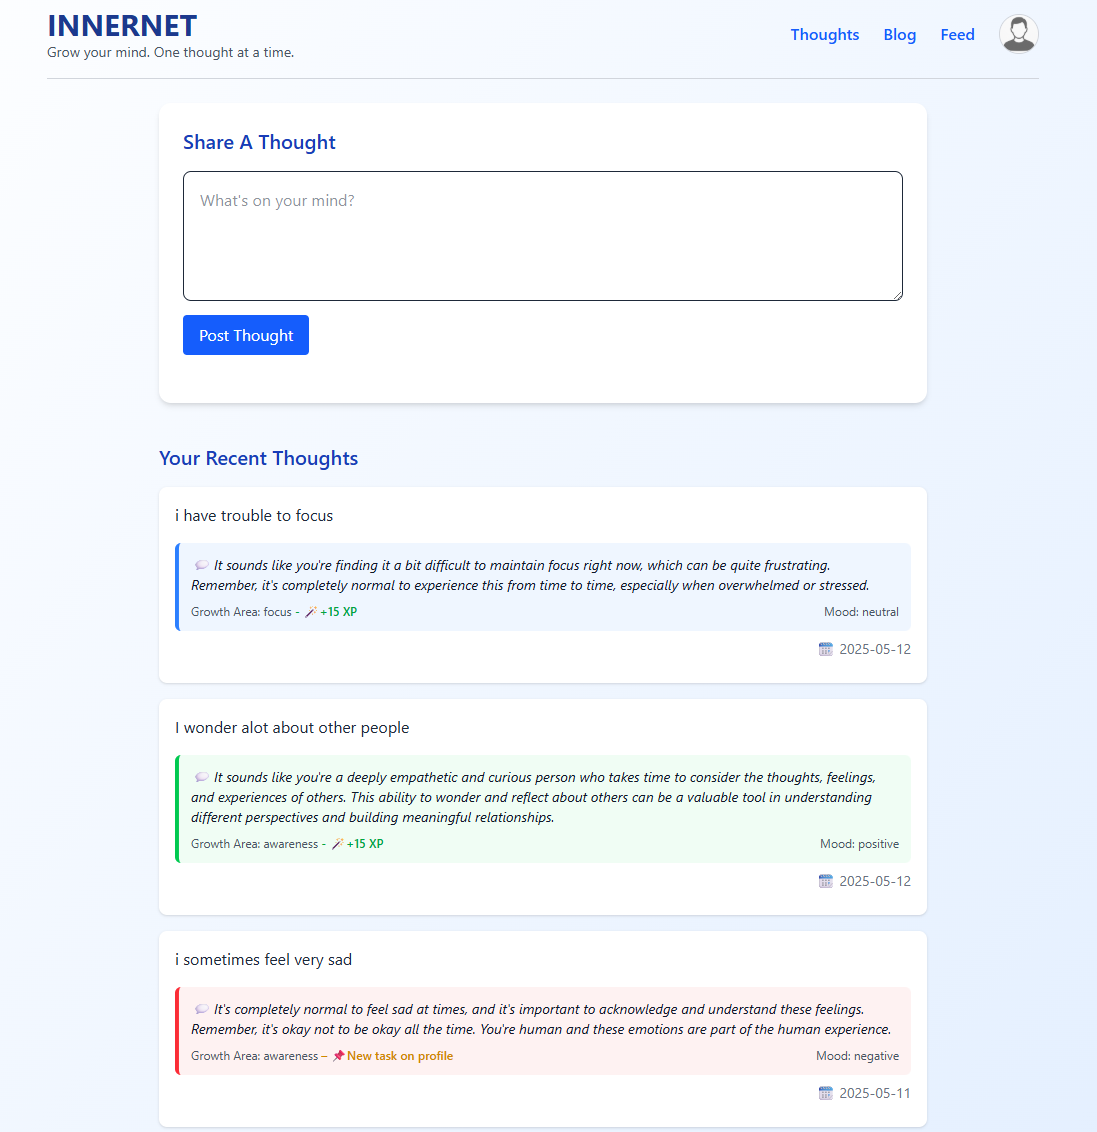 INNERNET
Grow your mind. One thought at a time.
Thoughts Blog Feed
Share A Thought
What's on your mind?
Post Thought
Your Recent Thoughts
i have trouble to focus
💬 It sounds like you're finding it a bit difficult to maintain focus right now, which can be quite frustrating.
Remember, it's completely normal to experience this from time to time, especially when overwhelmed or stressed.
Growth Area: focus - 🪄 +15 XP Mood: neutral
🗓 2025-05-12
I wonder alot about other people
💬 It sounds like you're a deeply empathetic and curious person who takes time to consider the thoughts, feelings,
and experiences of others. This ability to wonder and reflect about others can be a valuable tool in understanding
different perspectives and building meaningful relationships.
Growth Area: awareness - 🪄 +15 XP Mood: positive
🗓 2025-05-12
i sometimes feel very sad
💬 It's completely normal to feel sad at times, and it's important to acknowledge and understand these feelings.
Remember, it's okay not to be okay all the time. You're human and these emotions are part of the human experience.
Growth Area: awareness – 📌 New task on profile Mood: negative
🗓 2025-05-11